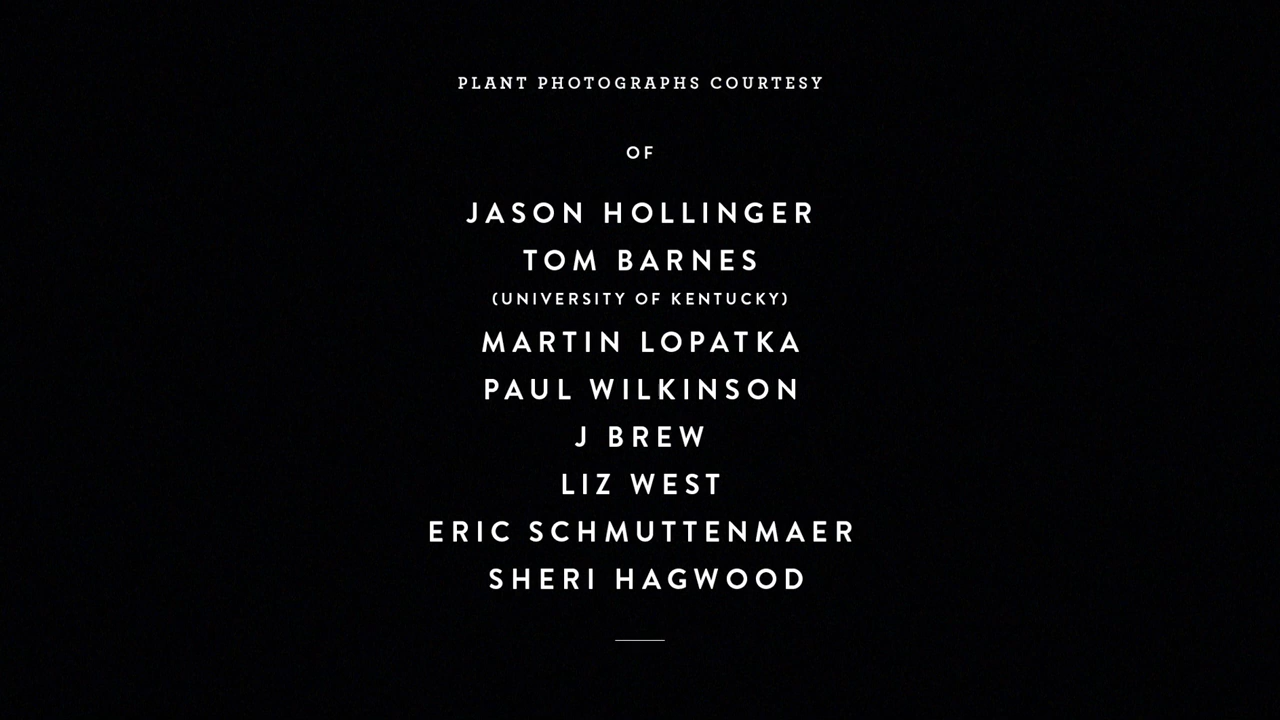 PLANT PHOTOGRAPHS COURTESY
OF
JASON HOLLINGER
TOM BARNES
(UNIVERSITY OF KENTUCKY)
MARTIN LOPATKA
PAUL WILKINSON
J BREW
LIZ WEST
ERIC SCHMUTTENMAER
SHERI HAGWOOD